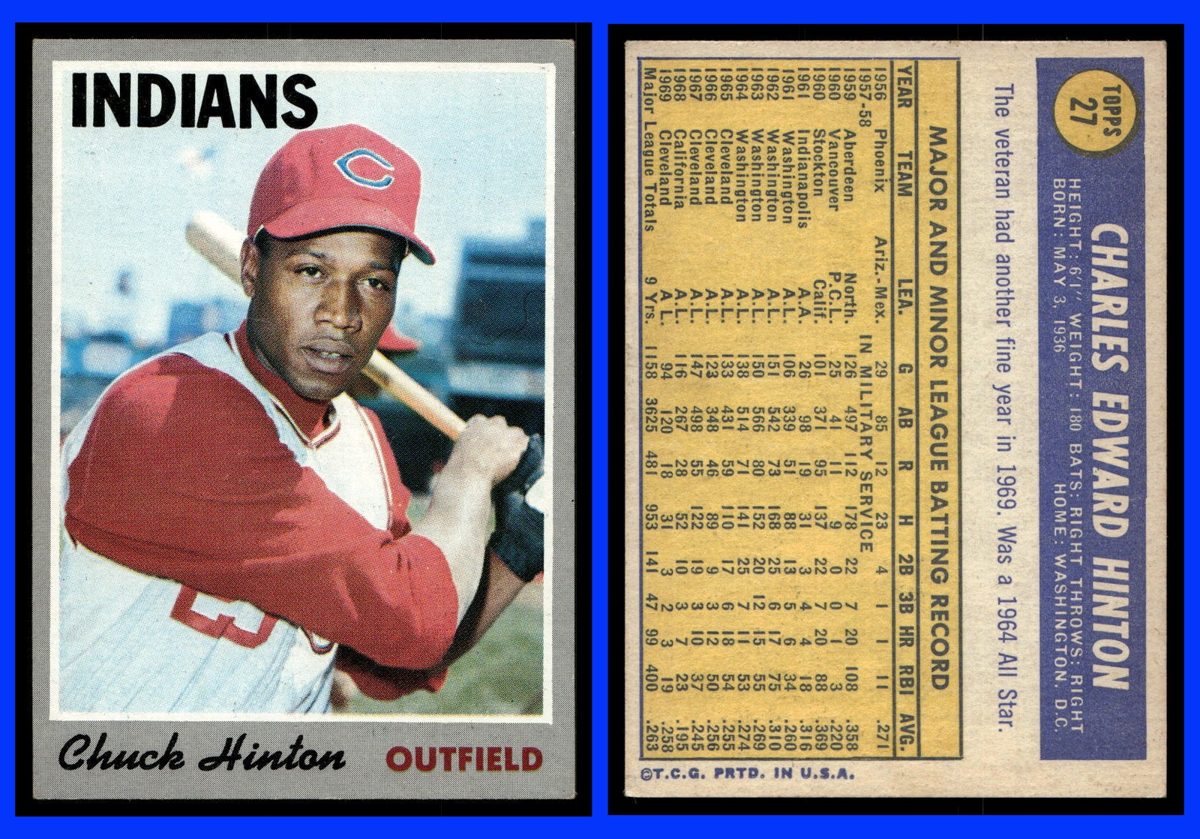 INDIANS
C
Chuck Hinton OUTFIELD
TOPPS
27
CHARLES EDWARD HINTON
HEIGHT: 6'1" WEIGHT: 180 BATS: RIGHT THROWS: RIGHT
BORN: MAY 3, 1936 HOME: WASHINGTON, D.C.
The veteran had another fine year in 1969. Was a 1964 All Star.
MAJOR AND MINOR LEAGUE BATTING RECORD
YEAR TEAM LEA. G AB R H 2B 3B HR RBI AVG.
1956 Phoenix Ariz.-Mex. 29 85 12 23 4 1 1 11 .271
1957-58 IN MILITARY SERVICE
1959 Aberdeen North. 126 497 112 178 22 7 20 108 .358
1960 Vancouver P.C.L. 25 41 11 9 0 0 1 3 .220
1960 Stockton Calif. 101 371 95 137 22 7 20 88 .369
1961 Indianapolis A.A. 26 98 19 31 3 4 4 18 .316
1961 Washington A.L. 106 339 51 88 13 5 6 34 .260
1962 Washington A.L. 151 542 73 168 25 6 17 75 .310
1963 Washington A.L. 150 566 80 152 20 12 15 55 .269
1964 Washington A.L. 138 514 71 141 25 7 11 53 .274
1965 Cleveland A.L. 133 431 59 110 17 6 18 54 .255
1966 Cleveland A.L. 123 348 46 89 9 3 12 50 .256
1967 Cleveland A.L. 147 498 55 122 19 3 10 37 .245
1968 California A.L. 116 267 28 52 10 3 7 23 .195
1969 Cleveland A.L. 94 120 18 31 3 2 3 19 .258
Major League Totals 9 Yrs. 1158 3625 481 953 141 47 99 400 .263
©T.C.G. PRTD. IN U.S.A.